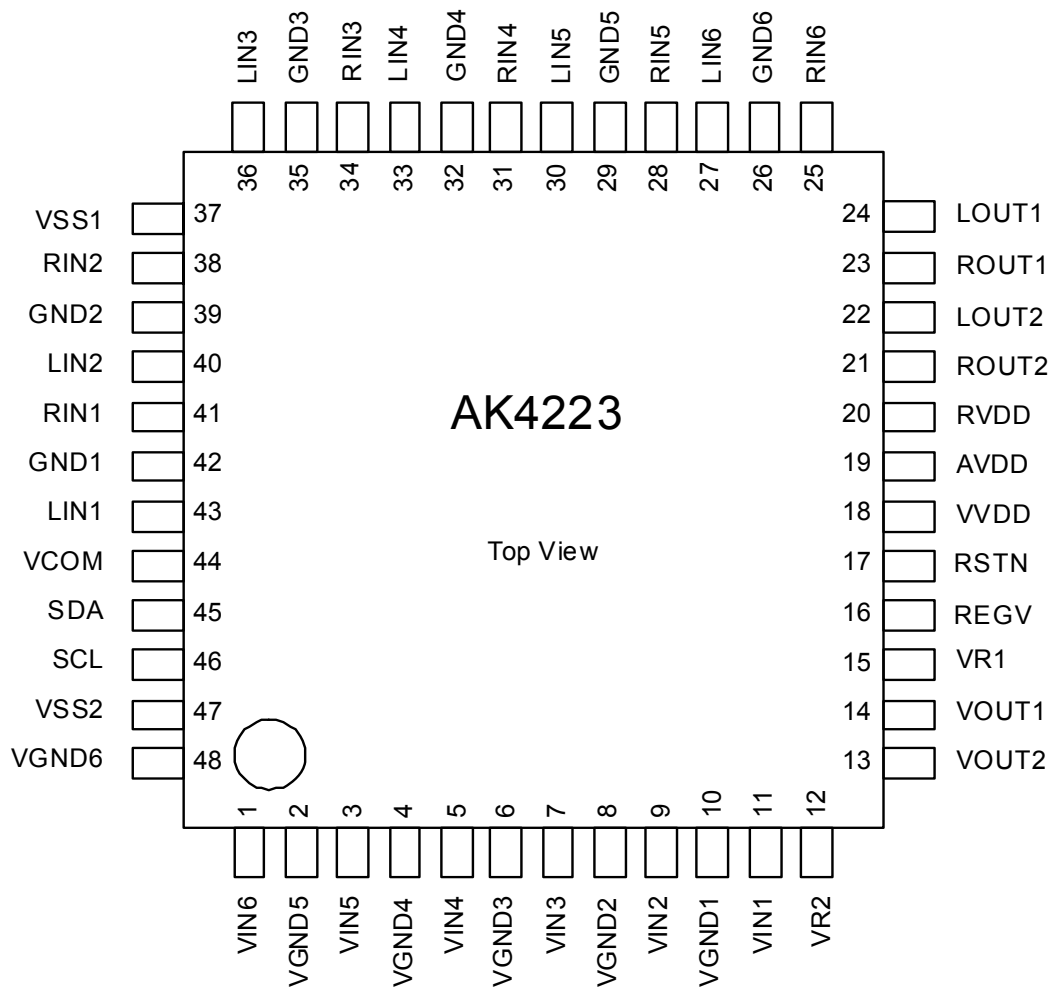 LIN3
GND3
RIN3
LIN4
GND4
RIN4
LIN5
GND5
RIN5
LIN6
GND6
RIN6
36
35
34
33
32
31
30
29
28
27
26
25
VSS1 37
RIN2 38
GND2 39
LIN2 40
RIN1 41
GND1 42
LIN1 43
VCOM 44
SDA 45
SCL 46
VSS2 47
VGND6 48
AK4223
Top View
24 LOUT1
23 ROUT1
22 LOUT2
21 ROUT2
20 RVDD
19 AVDD
18 VVDD
17 RSTN
16 REGV
15 VR1
14 VOUT1
13 VOUT2
1
2
3
4
5
6
7
8
9
10
11
12
VIN6
VGND5
VIN5
VGND4
VIN4
VGND3
VIN3
VGND2
VIN2
VGND1
VIN1
VR2